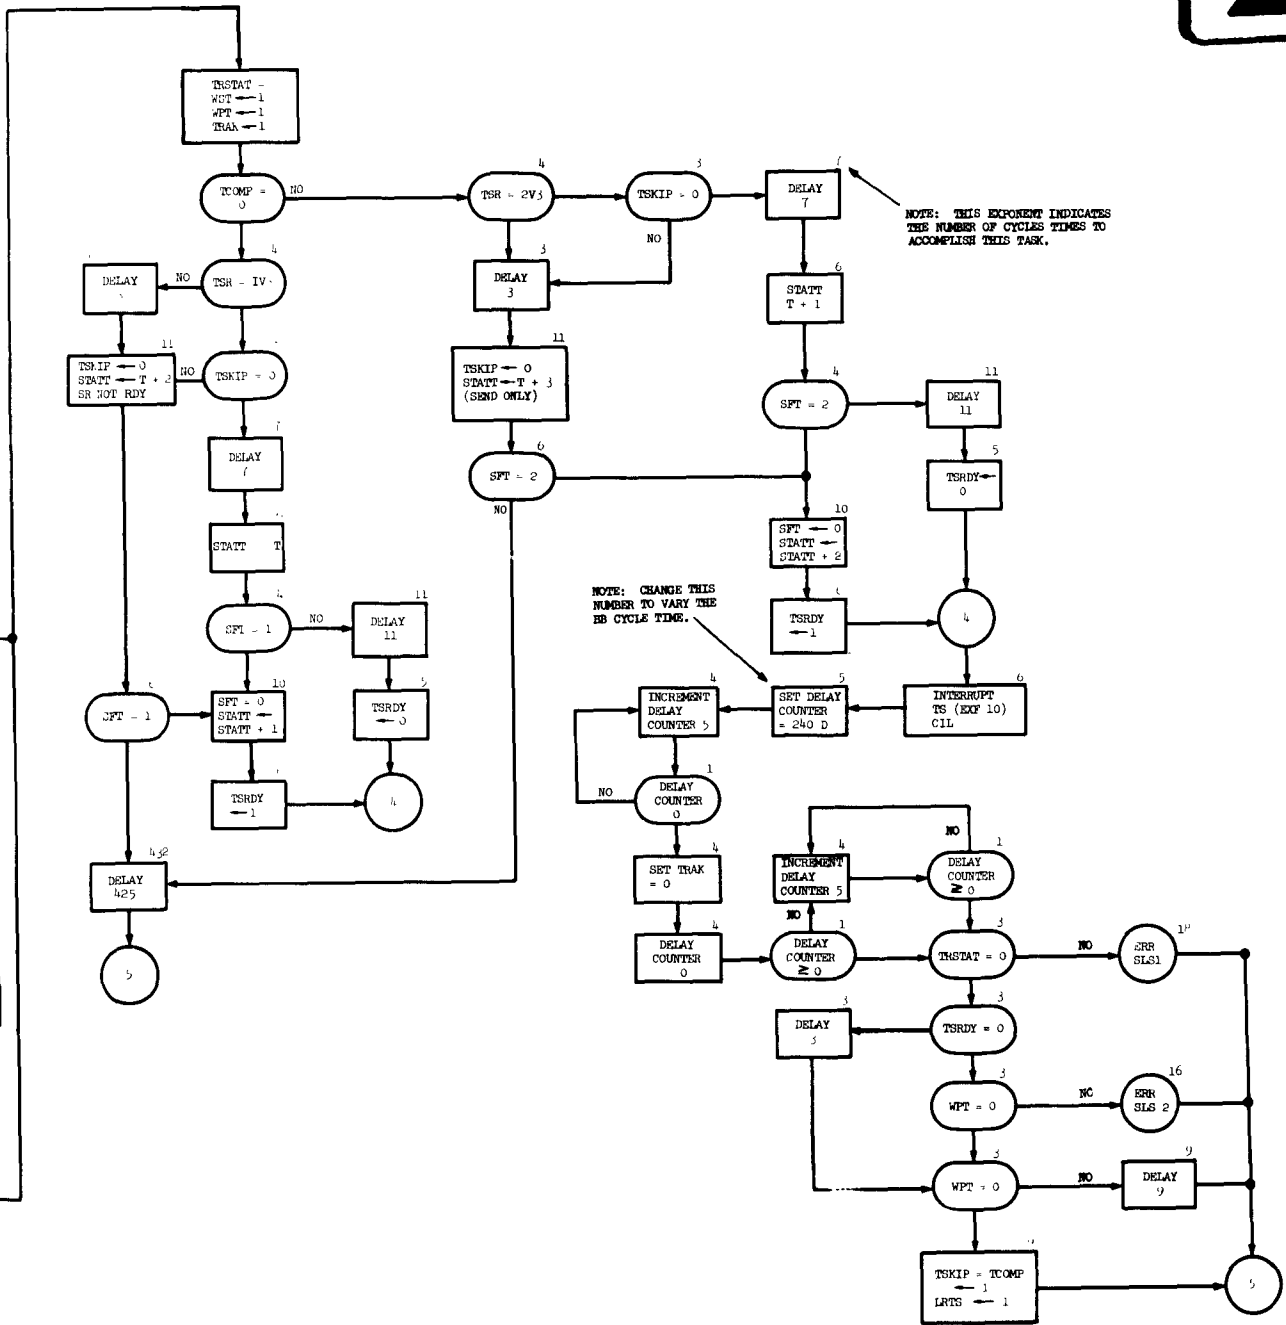 TRSTAT -
WST ← 1
WPT ← 1
TRAK ← 1
TCOMP =
0
NO
4
TSR = 2V3
3
TSKIP = 0
NO
DELAY
7
NOTE: THIS EXPONENT INDICATES
THE NUMBER OF CYCLES TIMES TO
ACCOMPLISH THIS TASK.
4
TSR = IV
NO
DELAY
3
DELAY
3
6
STATT
T + 1
11
TSKIP ← 0
STATT ← T + 2
SR NOT RDY
NO
TSKIP = 0
11
TSKIP ← 0
STATT ← T + 3
(SEND ONLY)
4
SFT = 2
11
DELAY
11
DELAY
6
SFT = 2
NO
5
TSRDY ←
0
STATT T
10
SFT ← 0
STATT ←
STATT + 2
NOTE: CHANGE THIS
NUMBER TO VARY THE
BB CYCLE TIME.
SFT = 1
NO
11
DELAY
11
TSRDY
← 1
4
SFT = 1
10
SFT = 0
STATT ←
STATT + 1
5
TSRDY
← 0
4
INCREMENT
DELAY
COUNTER 5
5
SET DELAY
COUNTER
= 240 D
6
INTERRUPT
TS (EXF 10)
CIL
TSRDY
← 1
4
NO
1
DELAY
COUNTER
0
432
DELAY
425
4
SET TRAK
= 0
4
INCREMENT
DELAY
COUNTER 5
NO
1
DELAY
COUNTER
≥ 0
NO
5
4
DELAY
COUNTER
0
1
DELAY
COUNTER
≥ 0
3
TRSTAT = 0
NO
ERR
SLS1
3
DELAY
3
3
TSRDY = 0
3
WPT = 0
NO
16
ERR
SLS 2
3
WPT = 0
NO
9
DELAY
9
TSKIP = TCOMP
← 1
LRTS ← 1
5